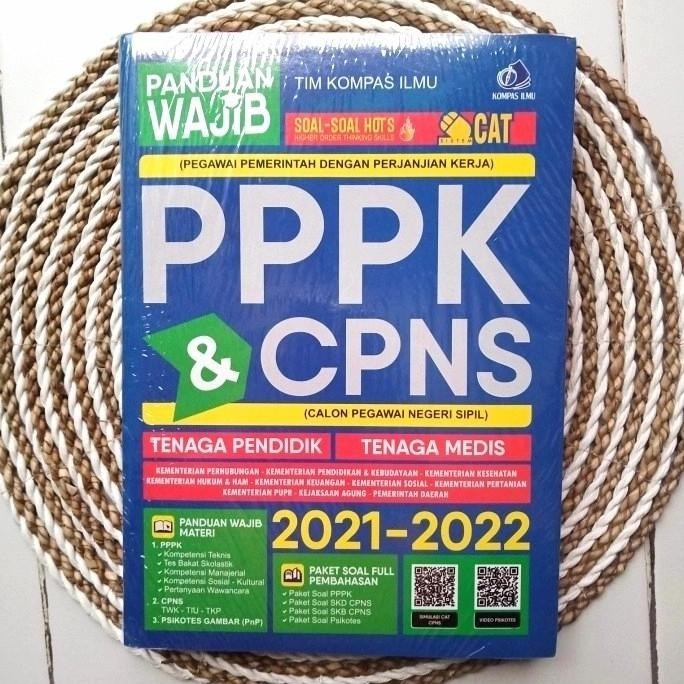 PANDUAN
WAJIB
TIM KOMPAS ILMU
KOMPAS ILMU
SOAL-SOAL HOTS
HIGHER ORDER THINKING SKILLS
SISTEM CAT
(PEGAWAI PEMERINTAH DENGAN PERJANJIAN KERJA)
PPPK
& CPNS
(CALON PEGAWAI NEGERI SIPIL)
TENAGA PENDIDIK
TENAGA MEDIS
KEMENTERIAN PERHUBUNGAN - KEMENTERIAN PENDIDIKAN & KEBUDAYAAN - KEMENTERIAN KESEHATAN
KEMENTERIAN HUKUM & HAM - KEMENTERIAN KEUANGAN - KEMENTERIAN SOSIAL - KEMENTERIAN PERTANIAN
KEMENTERIAN PUPR - KEJAKSAAN AGUNG - PEMERINTAH DAERAH
2021-2022
PANDUAN WAJIB
MATERI
1. PPPK
Kompetensi Teknis
Tes Bakat Skolastik
Kompetensi Manajerial
Kompetensi Sosial - Kultural
Pertanyaan Wawancara
2. CPNS
TWK - TIU - TKP
3. PSIKOTES GAMBAR (PnP)
PAKET SOAL FULL
PEMBAHASAN
Paket Soal PPPK
Paket Soal SKD CPNS
Paket Soal SKB CPNS
Paket Soal Psikotes
SIMULASI CAT
CPNS
VIDEO PSIKOTES